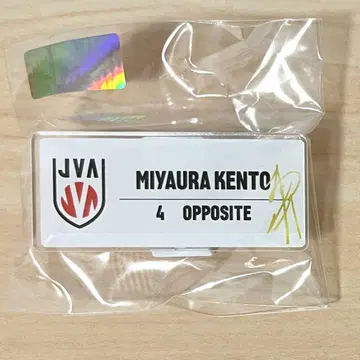 JVA
MIYAURA KENTO
4 OPPOSITE